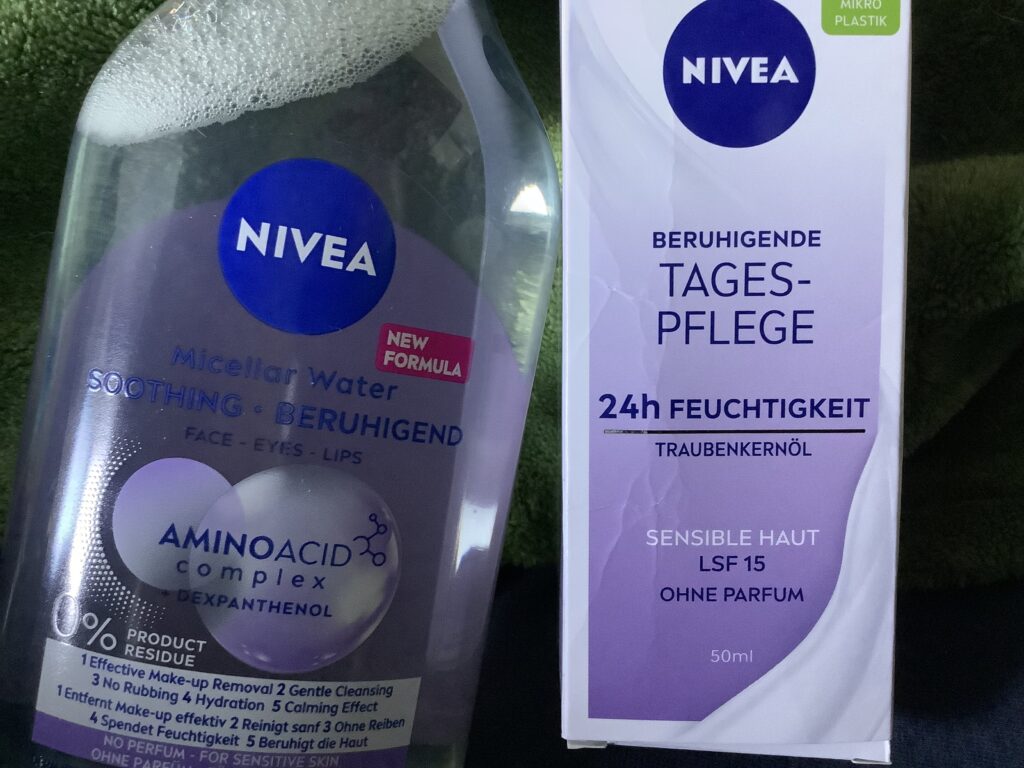 NIVEA
NEW
FORMULA
Micellar Water
SOOTHING · BERUHIGEND
FACE - EYES - LIPS
AMINOACID
complex
+ DEXPANTHENOL
0% PRODUCT
RESIDUE
1 Effective Make-up Removal 2 Gentle Cleansing
3 No Rubbing 4 Hydration 5 Calming Effect
1 Entfernt Make-up effektiv 2 Reinigt sanf 3 Ohne Reiben
4 Spendet Feuchtigkeit 5 Beruhigt die Haut
NO PERFUM - FOR SENSITIVE SKIN
OHNE PARFÜM
MIKRO
PLASTIK
NIVEA
BERUHIGENDE
TAGES-
PFLEGE
24h FEUCHTIGKEIT
TRAUBENKERNÖL
SENSIBLE HAUT
LSF 15
OHNE PARFUM
50ml